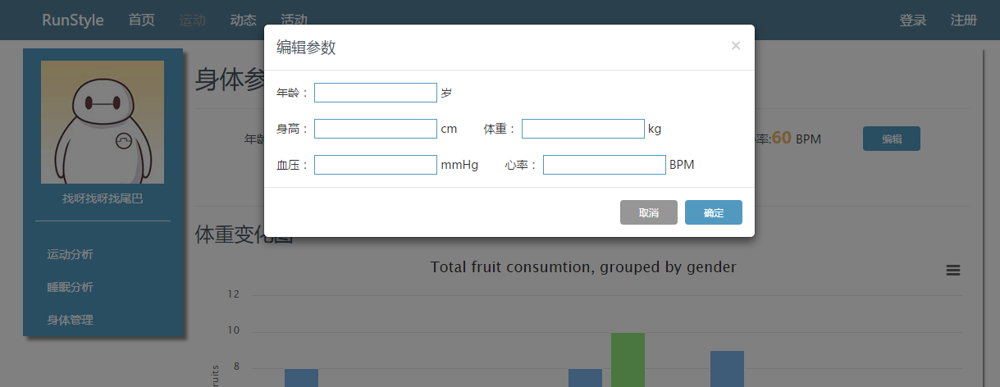 RunStyle 首页 运动 动态 活动 登录 注册
编辑参数 ×
身体参
年龄： 岁
身高： cm 体重： kg
年龄 率:60 BPM 编辑
血压： mmHg 心率： BPM
取消 确定
找呀找呀找尾巴
运动分析
睡眠分析
身体管理
体重变化图
Total fruit consumtion, grouped by gender
12
10
8
ruits